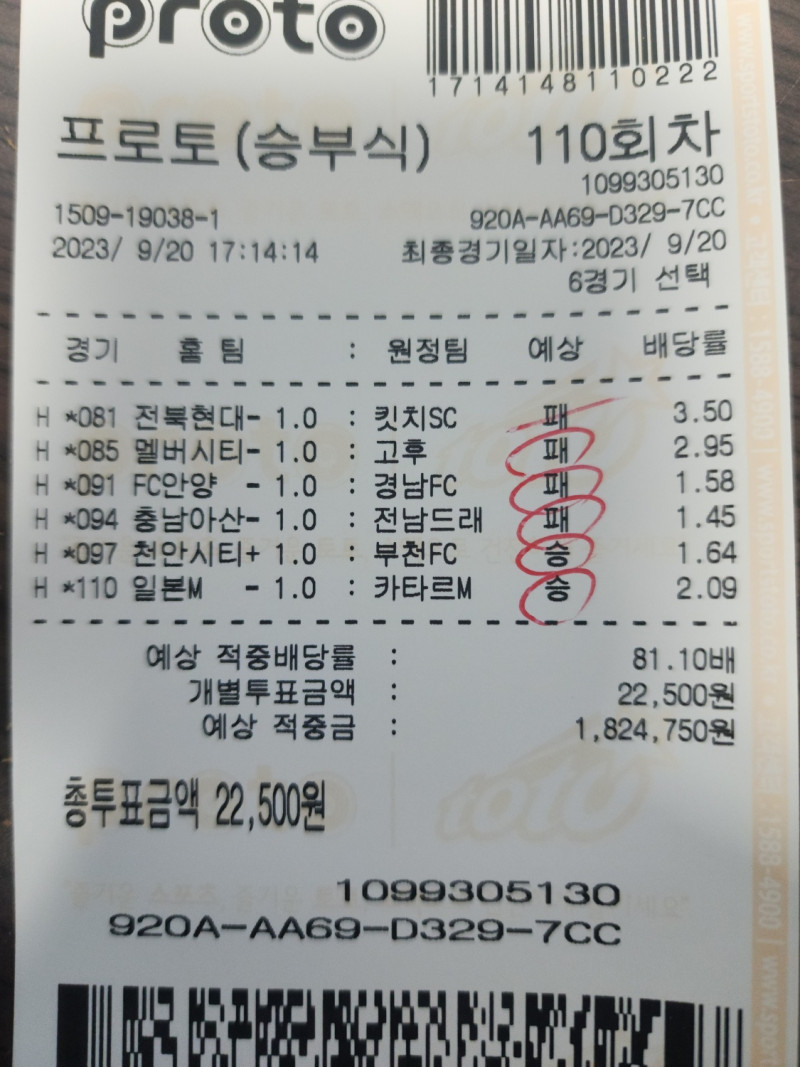 proto
1714148110222
프로토(승부식) 110회차
1099305130
1509-19038-1 920A-AA69-D329-7CC
2023/ 9/20 17:14:14 최종경기일자:2023/ 9/20
6경기 선택
경기 홈 팀 : 원정팀 예상 배당률
H *081 전북현대- 1.0 : 킷치SC 패 3.50
H *085 멜버시티- 1.0 : 고후 패 2.95
H *091 FC안양 - 1.0 : 경남FC 패 1.58
H *094 충남아산- 1.0 : 전남드래 패 1.45
H *097 천안시티+ 1.0 : 부천FC 승 1.64
H *110 일본M - 1.0 : 카타르M 승 2.09
예상 적중배당률 : 81.10배
개별투표금액 : 22,500원
예상 적중금 : 1,824,750원
총투표금액 22,500원
1099305130
920A-AA69-D329-7CC